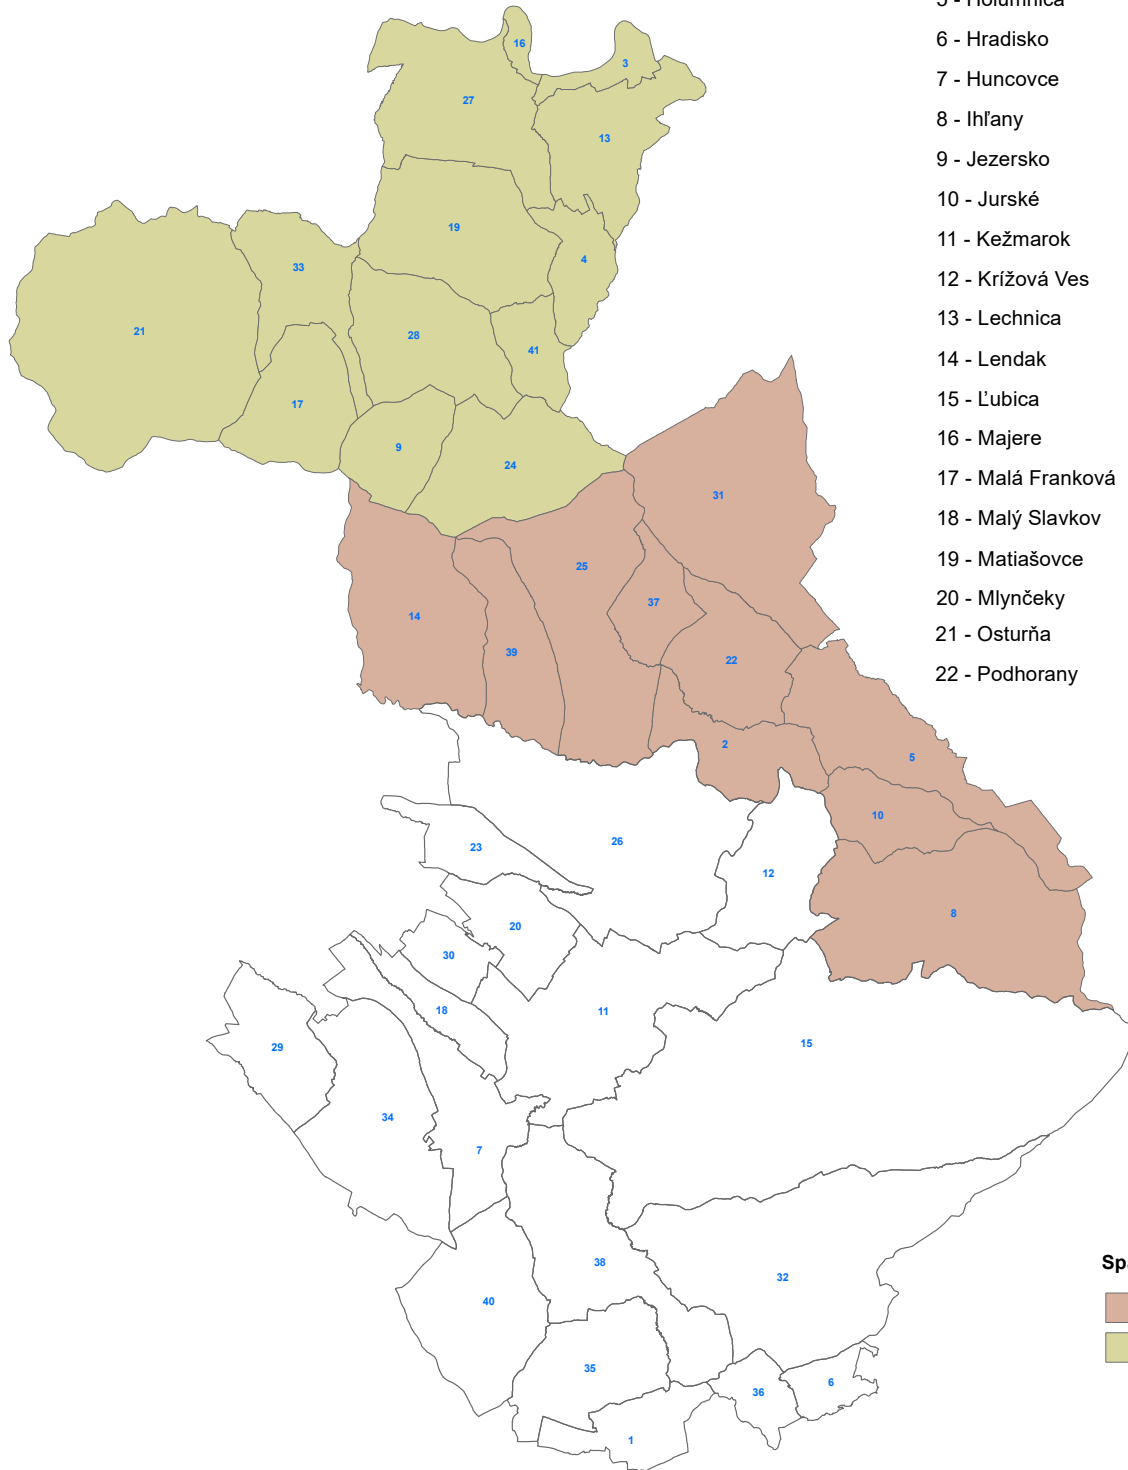 5 - Holumnica
6 - Hradisko
7 - Huncovce
8 - Ihľany
9 - Jezersko
10 - Jurské
11 - Kežmarok
12 - Krížová Ves
13 - Lechnica
14 - Lendak
15 - Ľubica
16 - Majere
17 - Malá Franková
18 - Malý Slavkov
19 - Matiašovce
20 - Mlynčeky
21 - Osturňa
22 - Podhorany
16
3
27
13
19
4
33
21
28
41
17
9
24
31
25
37
14
39
22
2
5
10
26
23
12
8
20
30
11
18
15
29
34
7
38
32
40
35
6
36
1
Sp